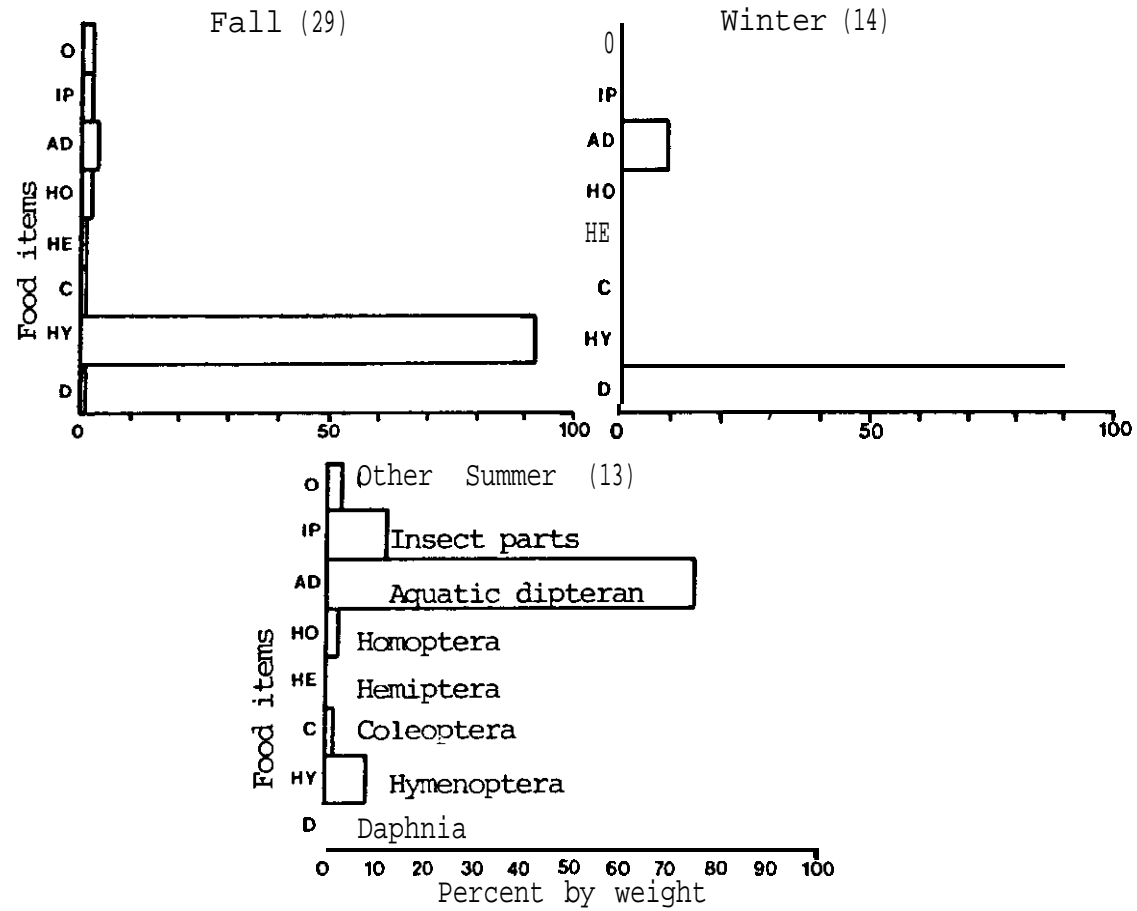 Fall (29)
O
IP
AD
HO
HE
C
HY
D
Food items
0 50 100
Winter (14)
O
IP
AD
HO
HE
C
HY
D
0 50 100
Other Summer (13)
O
IP Insect parts
AD Aquatic dipteran
HO Homoptera
HE Hemiptera
C Coleoptera
HY Hymenoptera
D Daphnia
Food items
0 10 20 30 40 50 60 70 80 90 100
Percent by weight